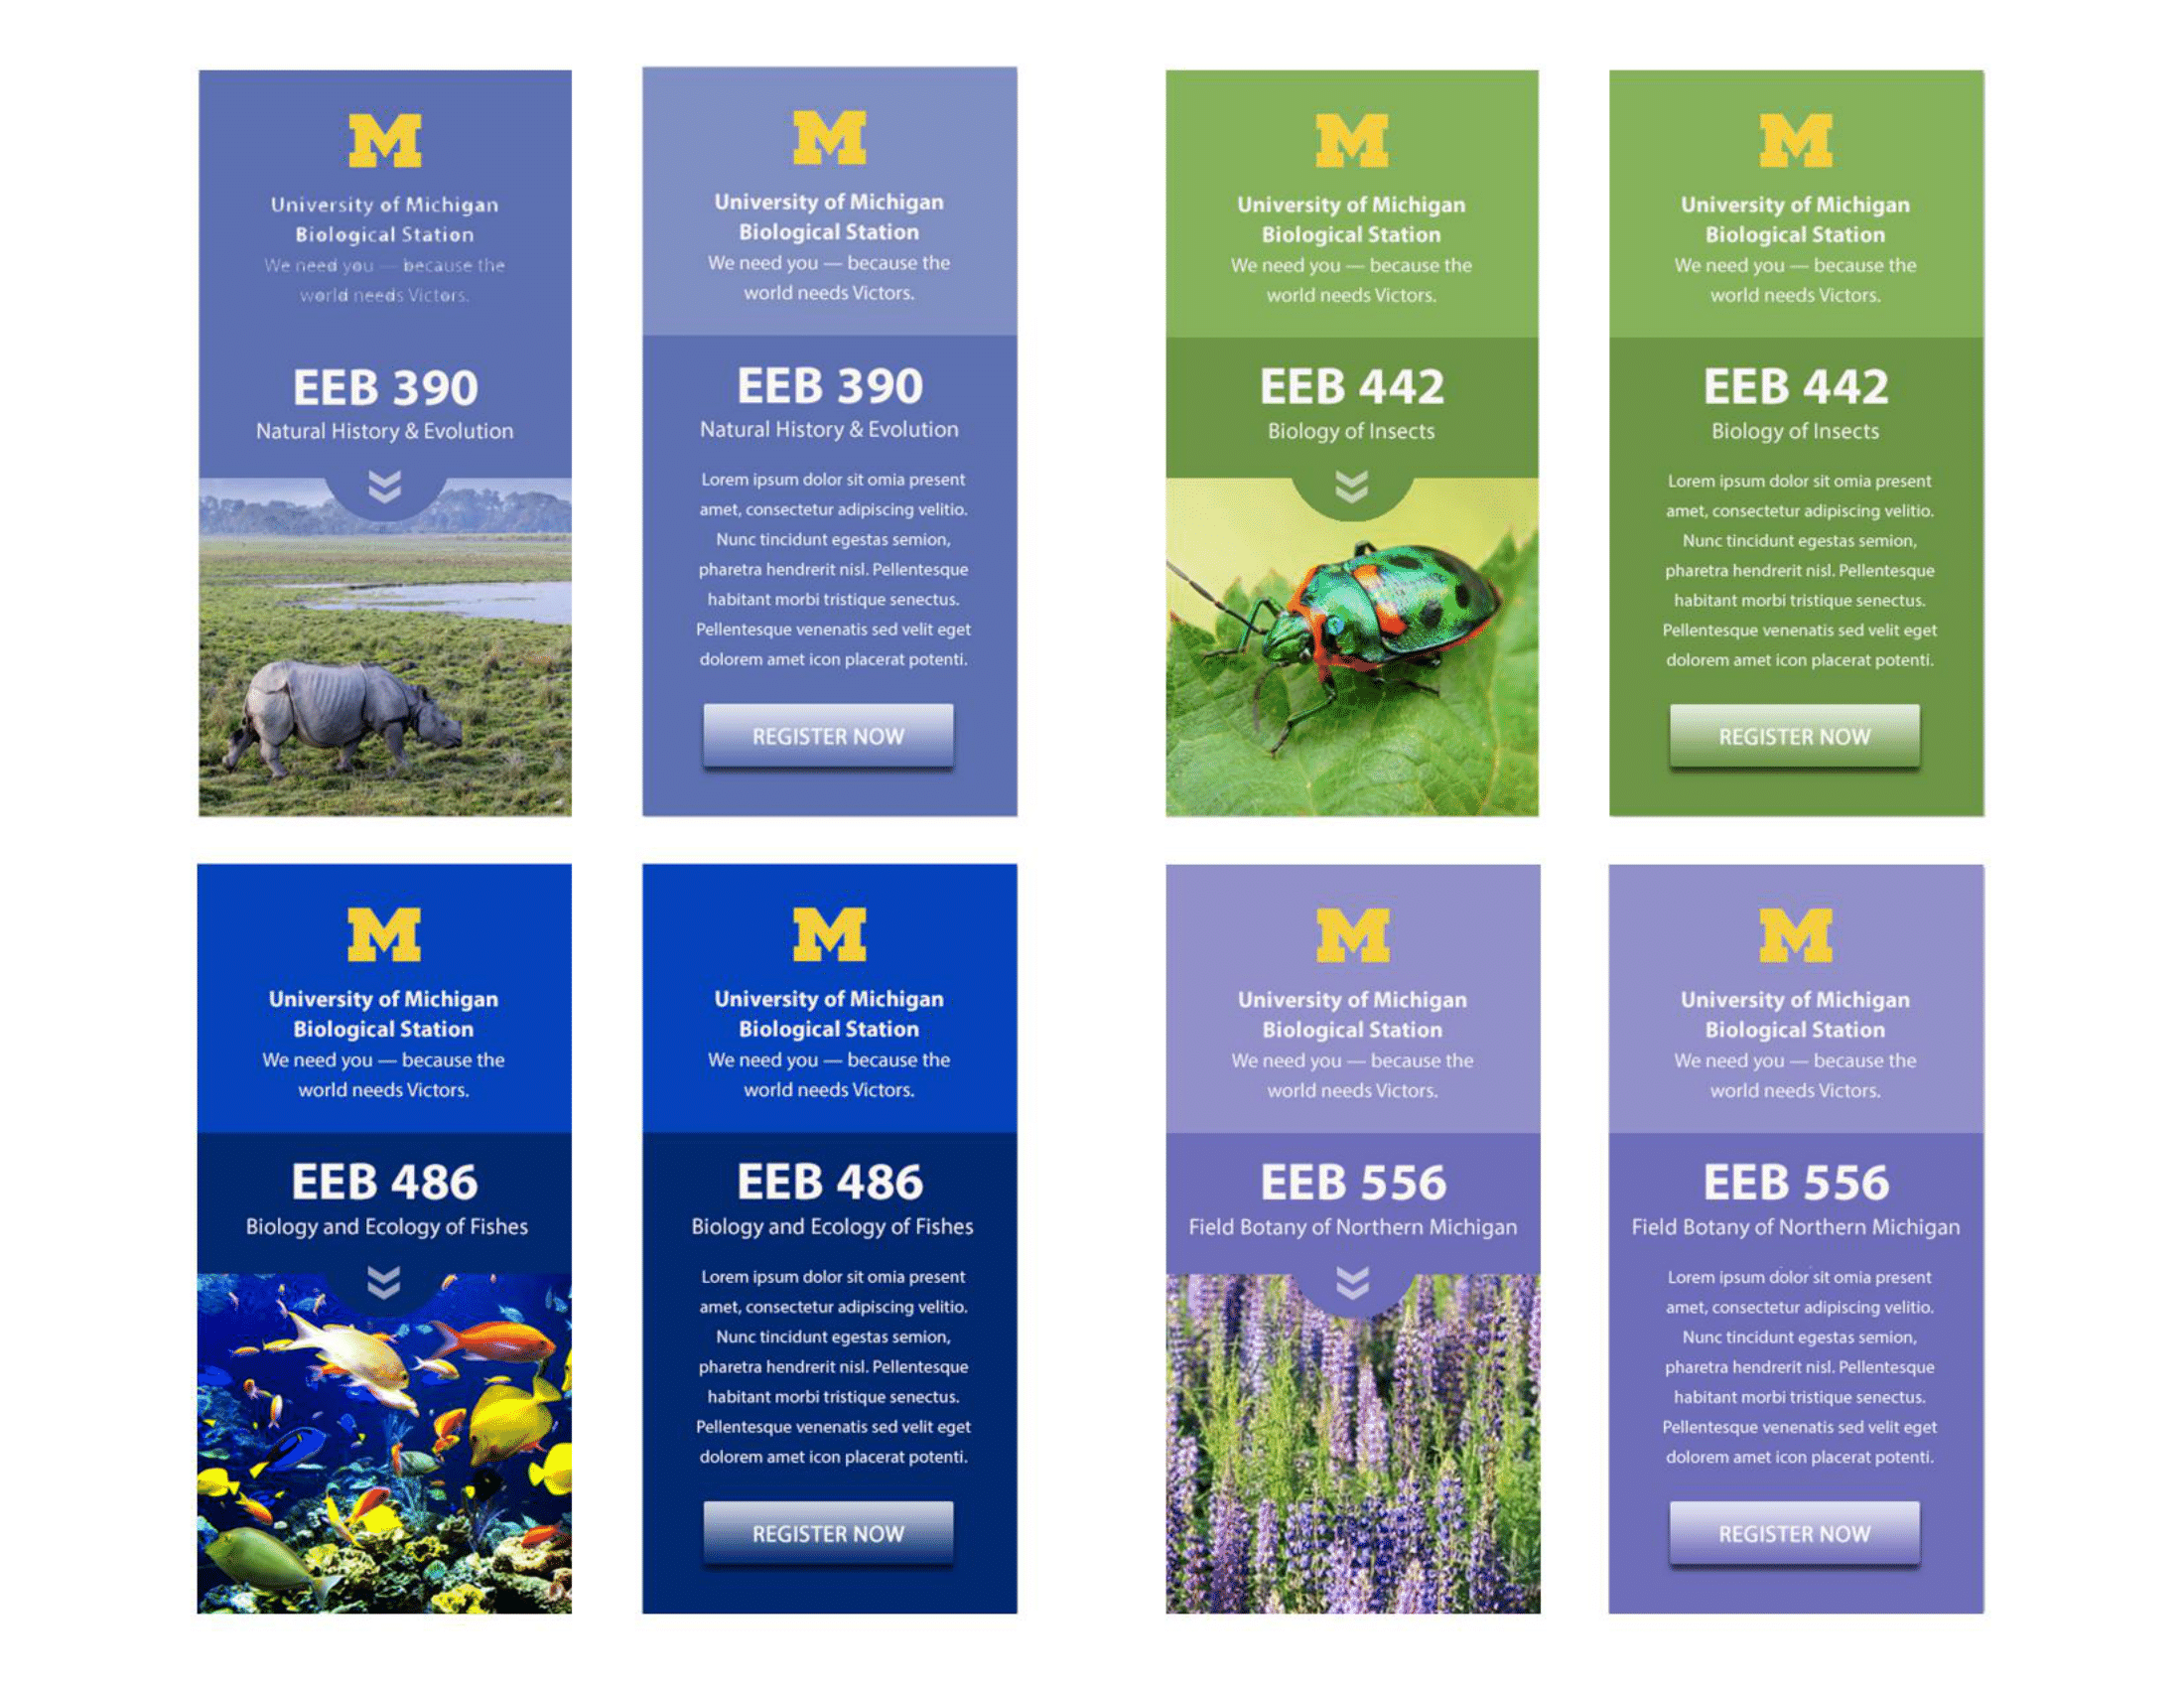 M
University of Michigan
Biological Station
We need you — because the
world needs Victors.
EEB 390
Natural History & Evolution
M
University of Michigan
Biological Station
We need you — because the
world needs Victors.
EEB 390
Natural History & Evolution
Lorem ipsum dolor sit omia present
amet, consectetur adipiscing velitio.
Nunc tincidunt egestas semion,
pharetra hendrerit nisl. Pellentesque
habitant morbi tristique senectus.
Pellentesque venenatis sed velit eget
dolorem amet icon placerat potenti.
REGISTER NOW
M
University of Michigan
Biological Station
We need you — because the
world needs Victors.
EEB 442
Biology of Insects
M
University of Michigan
Biological Station
We need you — because the
world needs Victors.
EEB 442
Biology of Insects
Lorem ipsum dolor sit omia present
amet, consectetur adipiscing velitio.
Nunc tincidunt egestas semion,
pharetra hendrerit nisl. Pellentesque
habitant morbi tristique senectus.
Pellentesque venenatis sed velit eget
dolorem amet icon placerat potenti.
REGISTER NOW
M
University of Michigan
Biological Station
We need you — because the
world needs Victors.
EEB 486
Biology and Ecology of Fishes
M
University of Michigan
Biological Station
We need you — because the
world needs Victors.
EEB 486
Biology and Ecology of Fishes
Lorem ipsum dolor sit omia present
amet, consectetur adipiscing velitio.
Nunc tincidunt egestas semion,
pharetra hendrerit nisl. Pellentesque
habitant morbi tristique senectus.
Pellentesque venenatis sed velit eget
dolorem amet icon placerat potenti.
REGISTER NOW
M
University of Michigan
Biological Station
We need you — because the
world needs Victors.
EEB 556
Field Botany of Northern Michigan
M
University of Michigan
Biological Station
We need you — because the
world needs Victors.
EEB 556
Field Botany of Northern Michigan
Lorem ipsum dolor sit omia present
amet, consectetur adipiscing velitio.
Nunc tincidunt egestas semion,
pharetra hendrerit nisl. Pellentesque
habitant morbi tristique senectus.
Pellentesque venenatis sed velit eget
dolorem amet icon placerat potenti.
REGISTER NOW